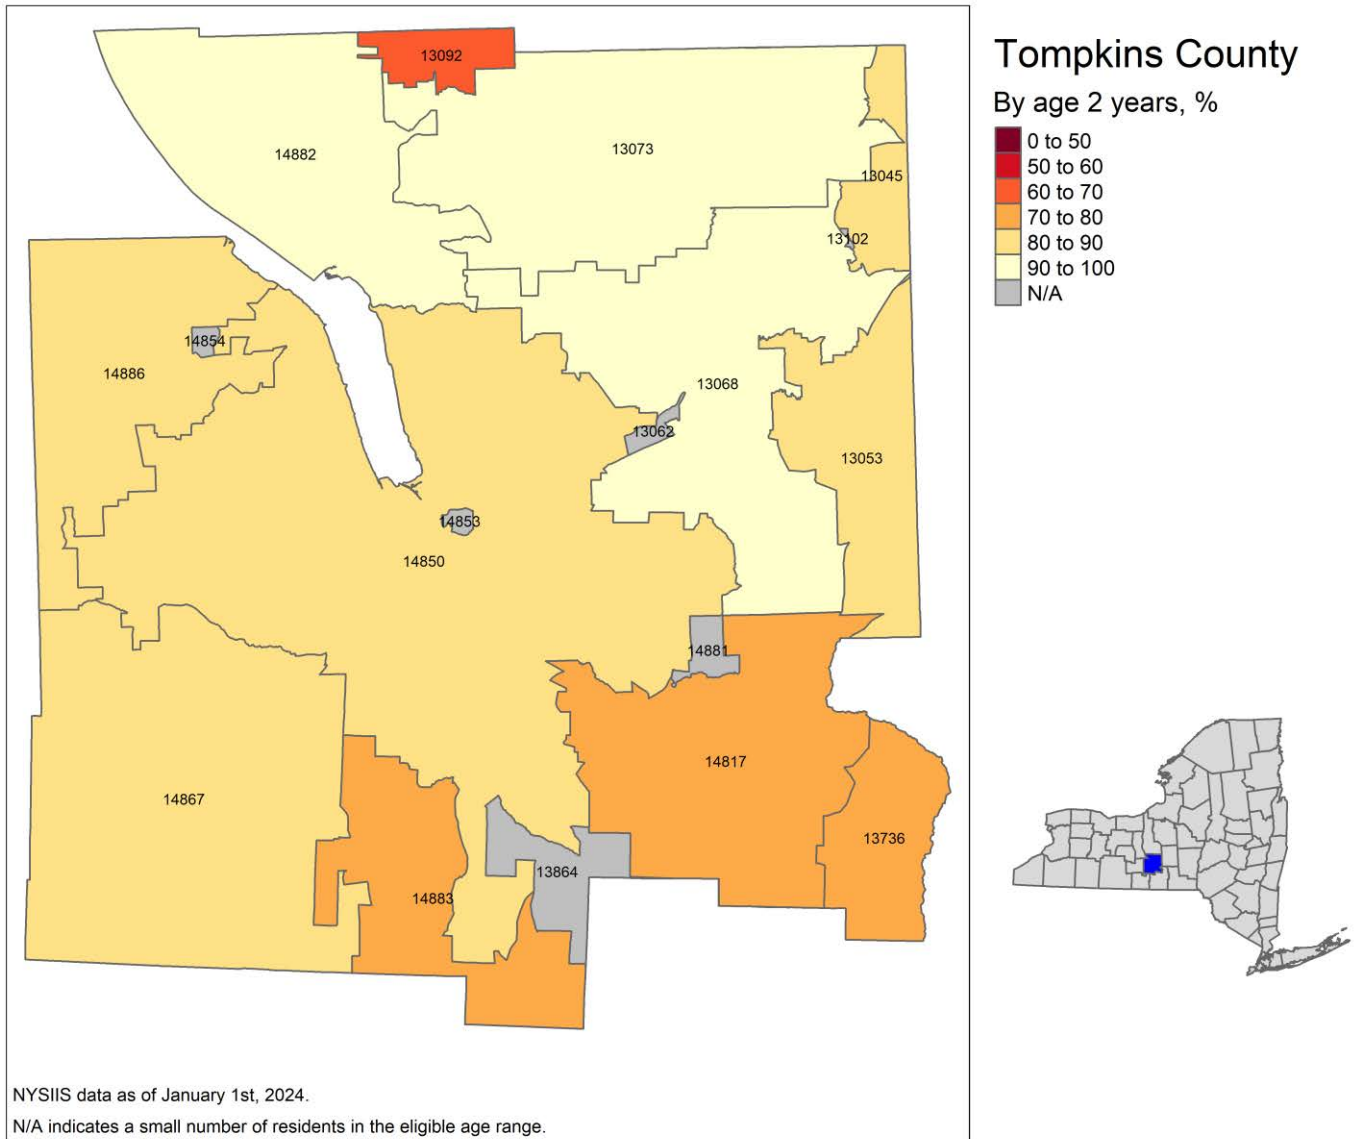 Tompkins County
By age 2 years, %
0 to 50
50 to 60
60 to 70
70 to 80
80 to 90
90 to 100
N/A
13092
14882
13073
13045
13102
14854
14886
13068
13062
13053
14853
14850
14881
14817
14867
13736
13864
14883
NYSIIS data as of January 1st, 2024.
N/A indicates a small number of residents in the eligible age range.